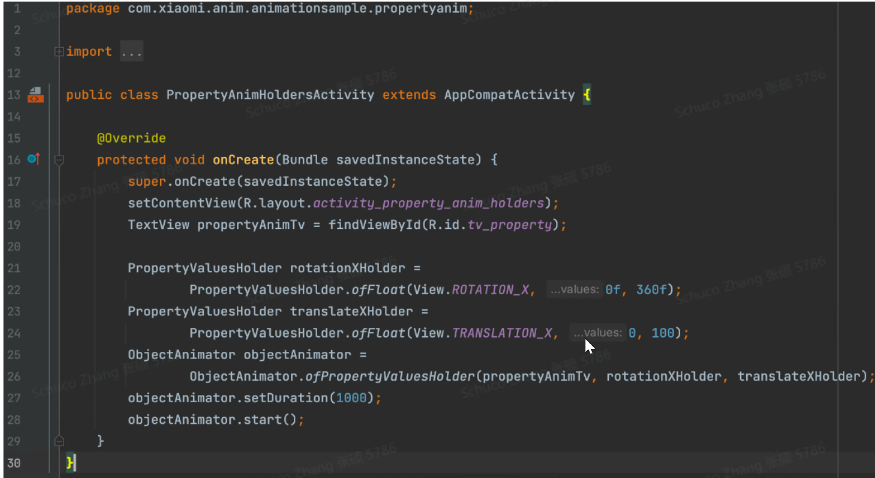 1 package com.xiaomi.anim.animationsample.propertyanim;
2
3 import ...
12
13 public class PropertyAnimHoldersActivity extends AppCompatActivity {
14
15 @Override
16 protected void onCreate(Bundle savedInstanceState) {
17 super.onCreate(savedInstanceState);
18 setContentView(R.layout.activity_property_anim_holders);
19 TextView propertyAnimTv = findViewById(R.id.tv_property);
20
21 PropertyValuesHolder rotationXHolder =
22 PropertyValuesHolder.ofFloat(View.ROTATION_X, ...values: 0f, 360f);
23 PropertyValuesHolder translateXHolder =
24 PropertyValuesHolder.ofFloat(View.TRANSLATION_X, ...values: 0, 100);
25 ObjectAnimator objectAnimator =
26 ObjectAnimator.ofPropertyValuesHolder(propertyAnimTv, rotationXHolder, translateXHolder);
27 objectAnimator.setDuration(1000);
28 objectAnimator.start();
29 }
30 }
Schuco Zhang 张硕 5786